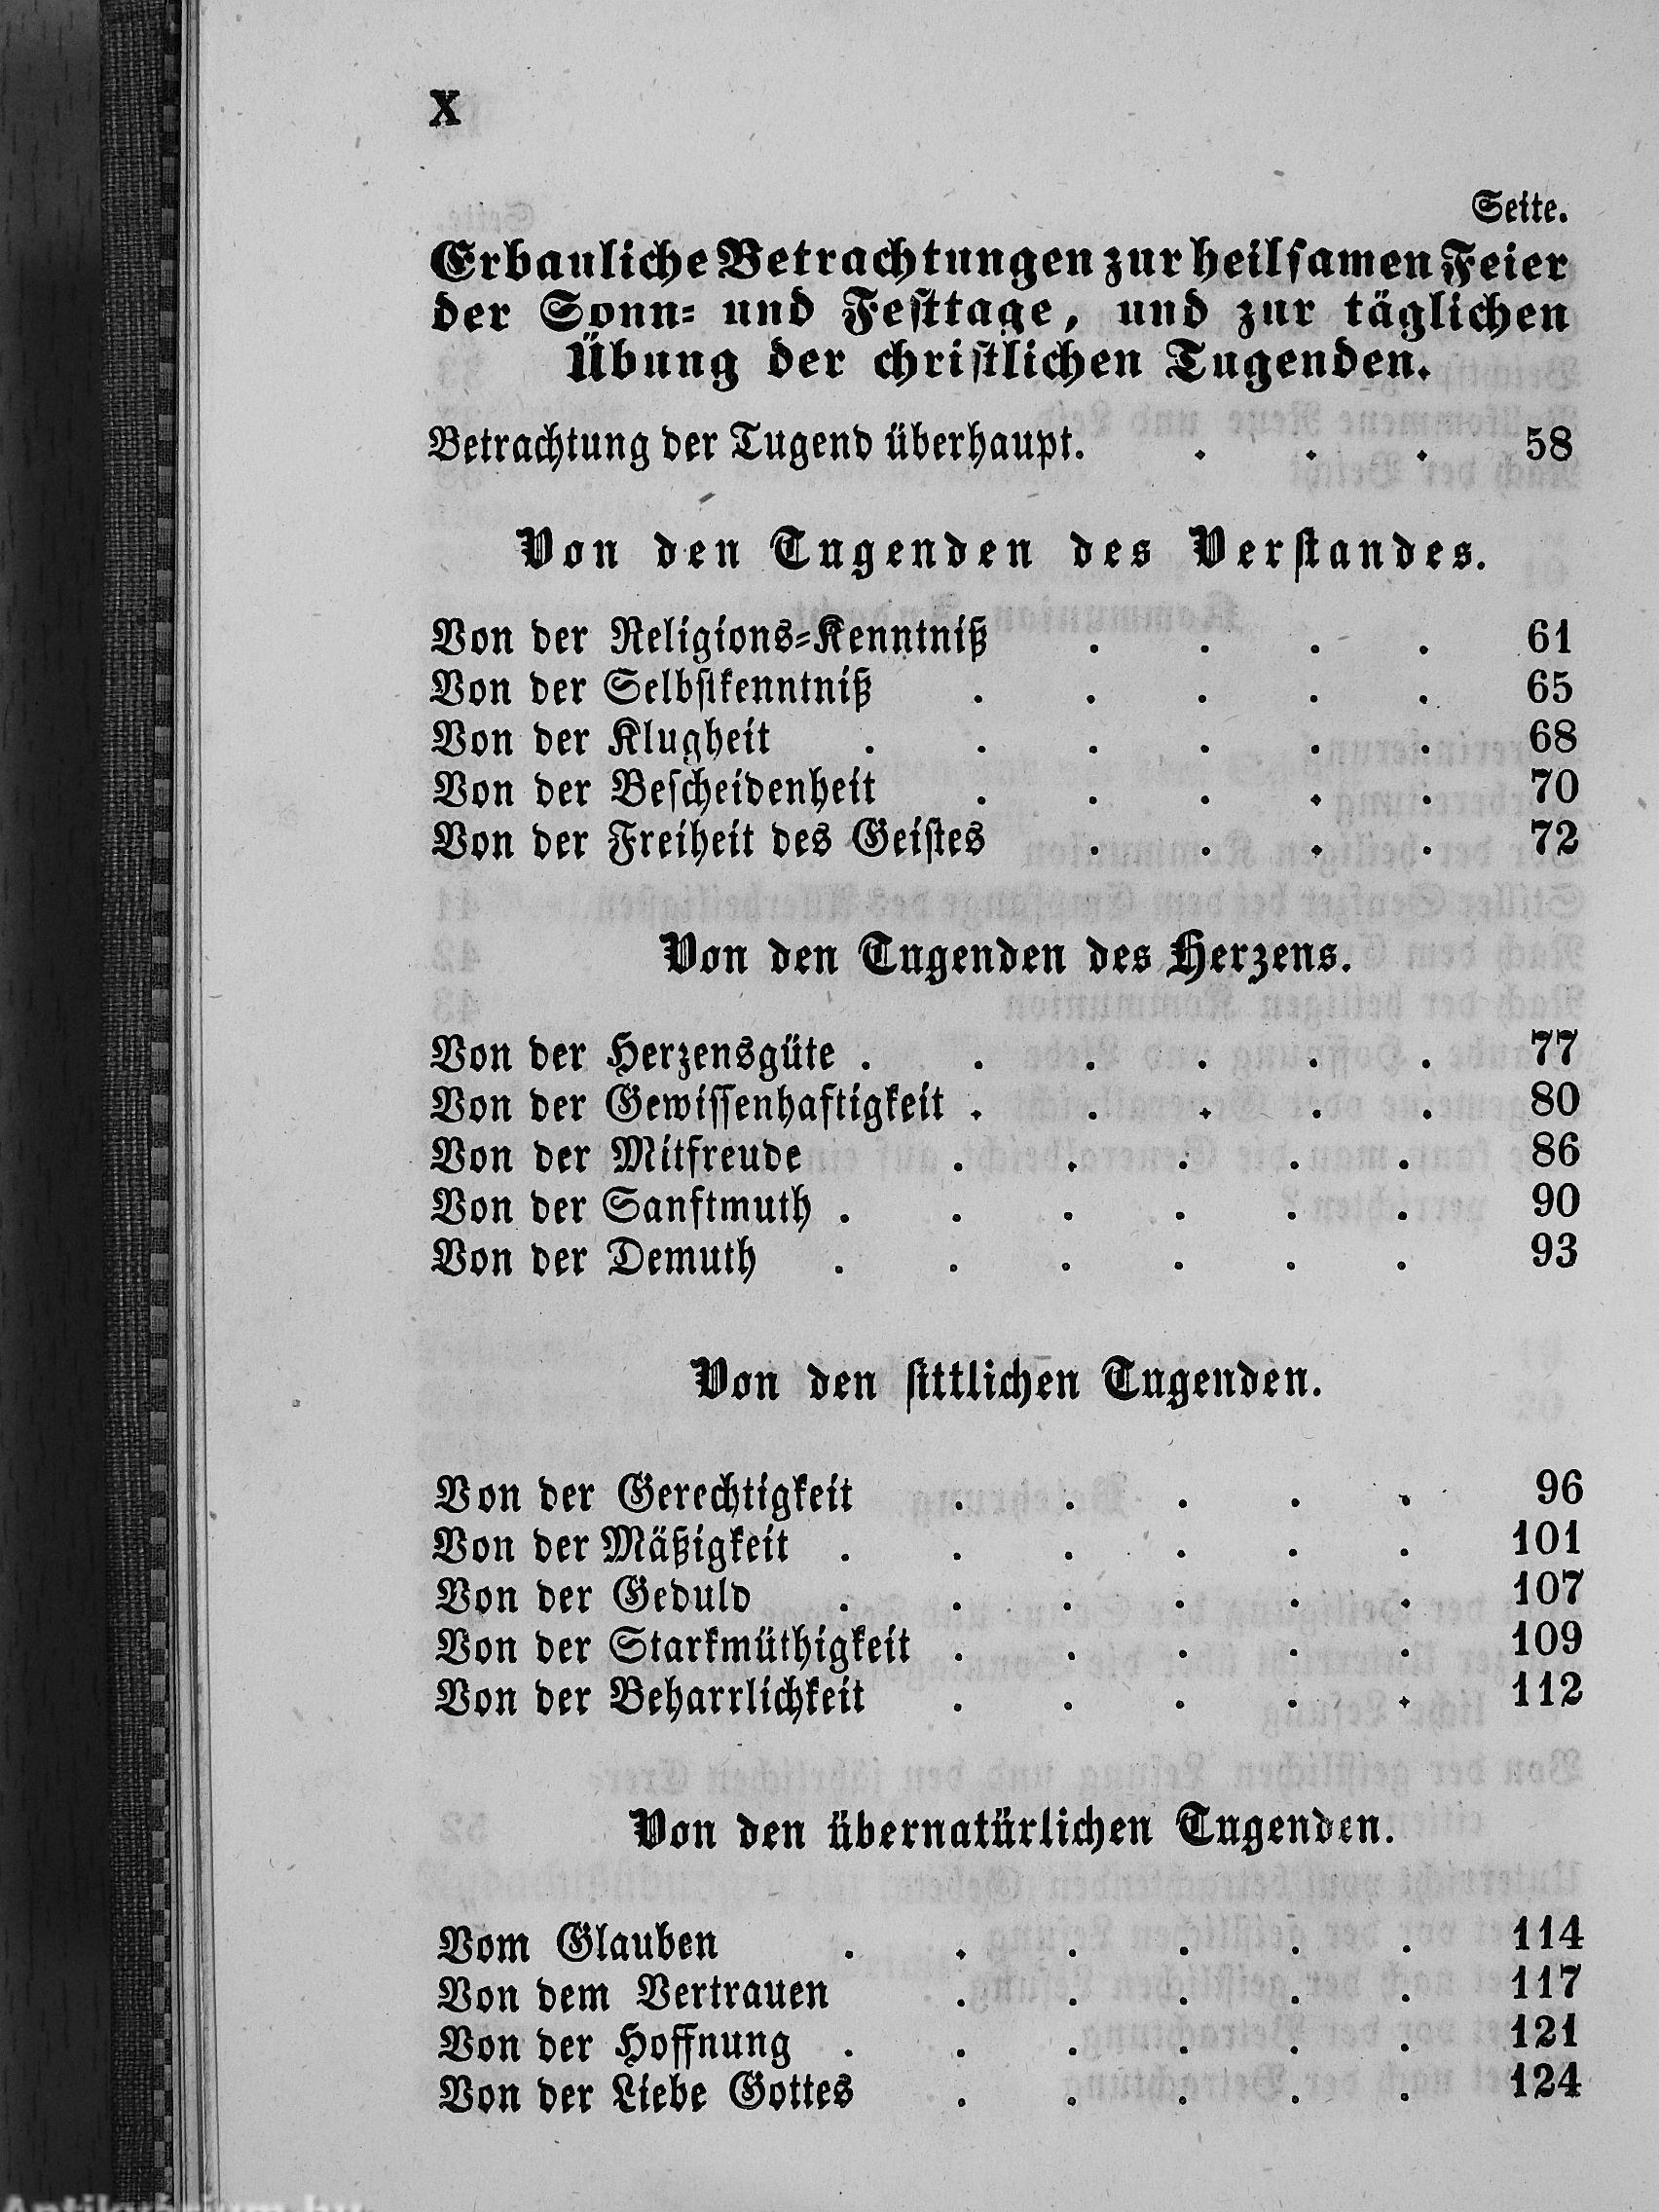 X
Seite.
Erbauliche Betrachtungen zur heilsamen Feier
der Sonn- und Festtage, und zur täglichen
Übung der christlichen Tugenden.
Betrachtung der Tugend überhaupt. . . . 58
Von den Tugenden des Verstandes.
Von der Religions-Kenntniß . . . . 61
Von der Selbstkenntniß . . . . . 65
Von der Klugheit . . . . . . 68
Von der Bescheidenheit . . . . . 70
Von der Freiheit des Geistes . . . . 72
Von den Tugenden des Herzens.
Von der Herzensgüte . . . . . . 77
Von der Gewissenhaftigkeit . . . . . 80
Von der Mitfreude . . . . . 86
Von der Sanftmuth . . . . . . 90
Von der Demuth . . . . . . 93
Von den sittlichen Tugenden.
Von der Gerechtigkeit . . . . . 96
Von der Mäßigkeit . . . . . . 101
Von der Geduld . . . . . . 107
Von der Starkmüthigkeit . . . . . 109
Von der Beharrlichkeit . . . . . 112
Von den übernatürlichen Tugenden.
Vom Glauben . . . . . . 114
Von dem Vertrauen . . . . . 117
Von der Hoffnung . . . . . . 121
Von der Liebe Gottes . . . . . 124